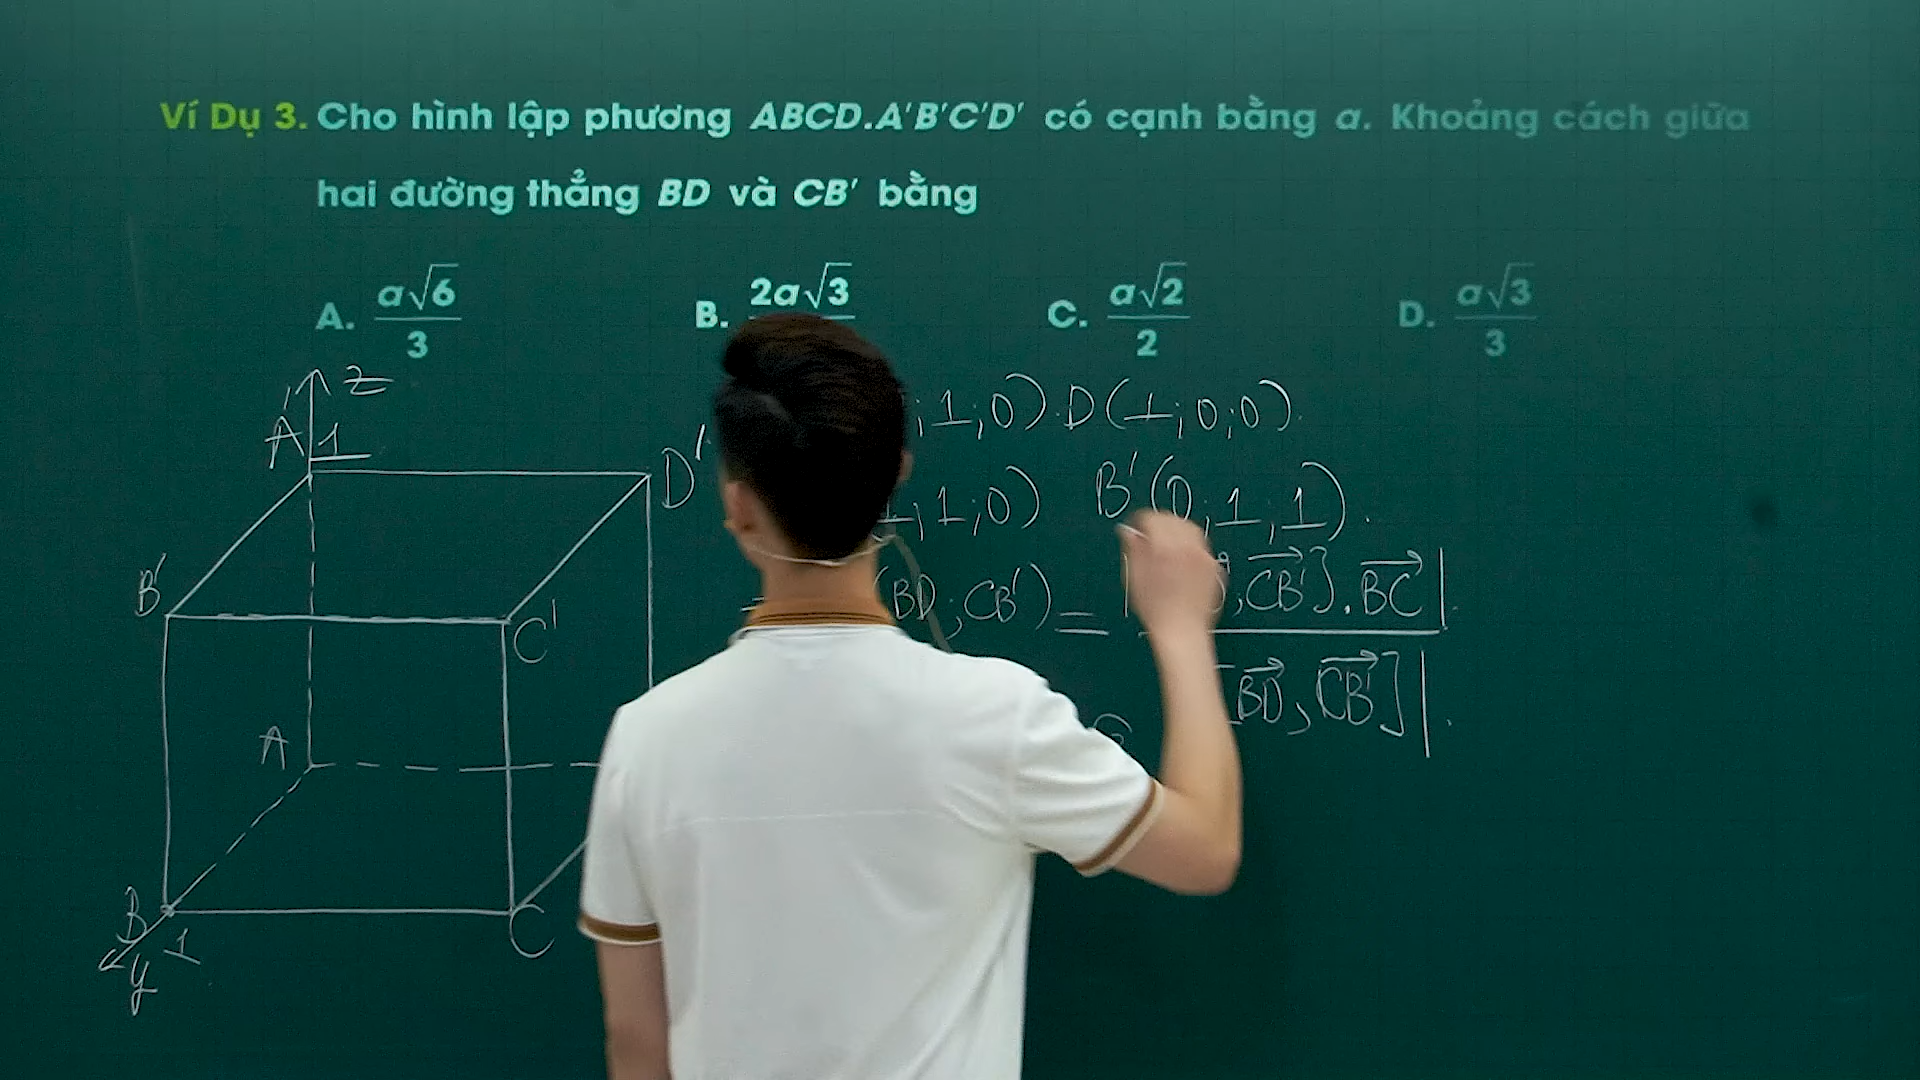 Ví Dụ 3. Cho hình lập phương ABCD.A'B'C'D' có cạnh bằng a. Khoảng cách giữa
hai đường thẳng BD và CB' bằng
A. a√6/3 B. 2a√3 C. a√2/2 D. a√3/3
z
A' 1
D'
B'
C'
A
B 1
C
y
;1;0). D(1;0;0).
;1;0) B'(0;1;1).
(BD;CB') = , CB'].BC|.
BD, CB']|.